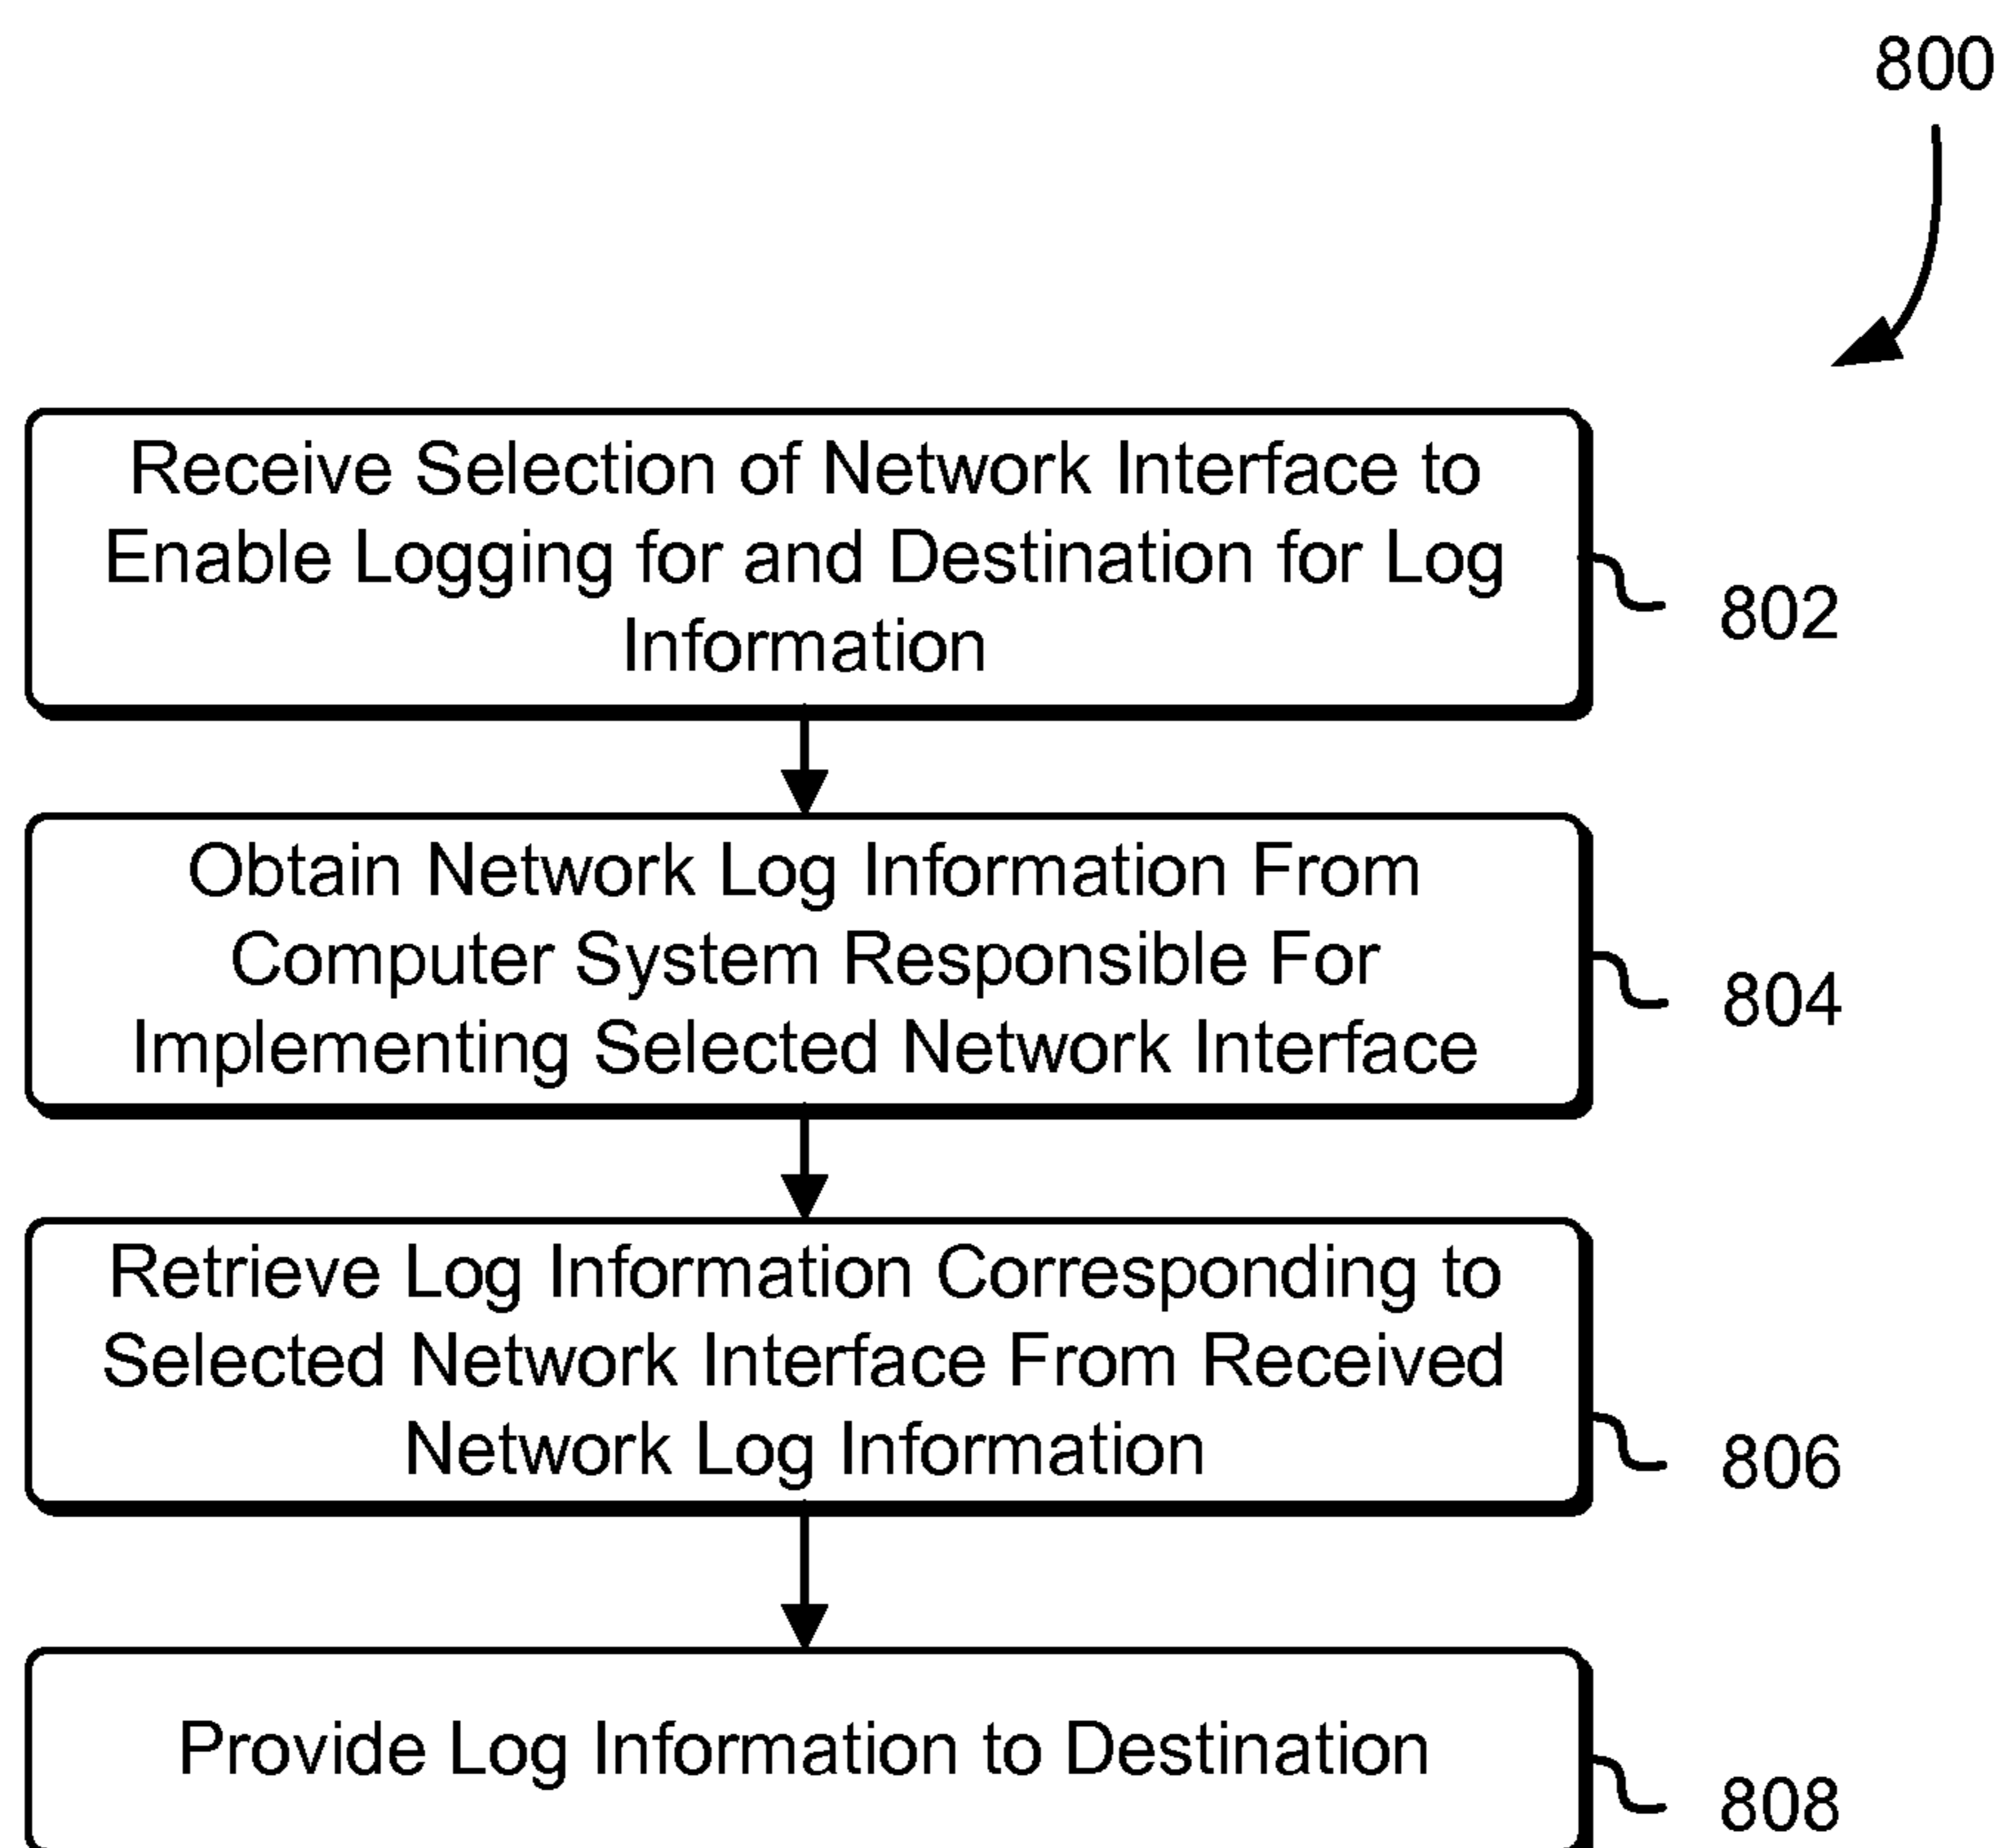 800
Receive Selection of Network Interface to
Enable Logging for and Destination for Log
Information
802
Obtain Network Log Information From
Computer System Responsible For
Implementing Selected Network Interface
804
Retrieve Log Information Corresponding to
Selected Network Interface From Received
Network Log Information
806
Provide Log Information to Destination
808